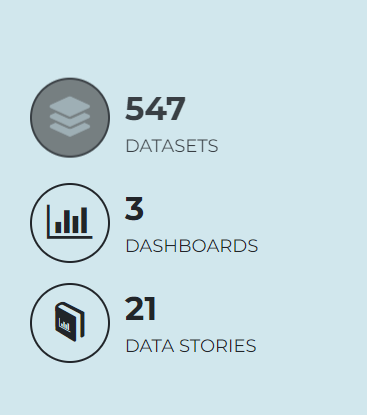 547
DATASETS
3
DASHBOARDS
21
DATA STORIES